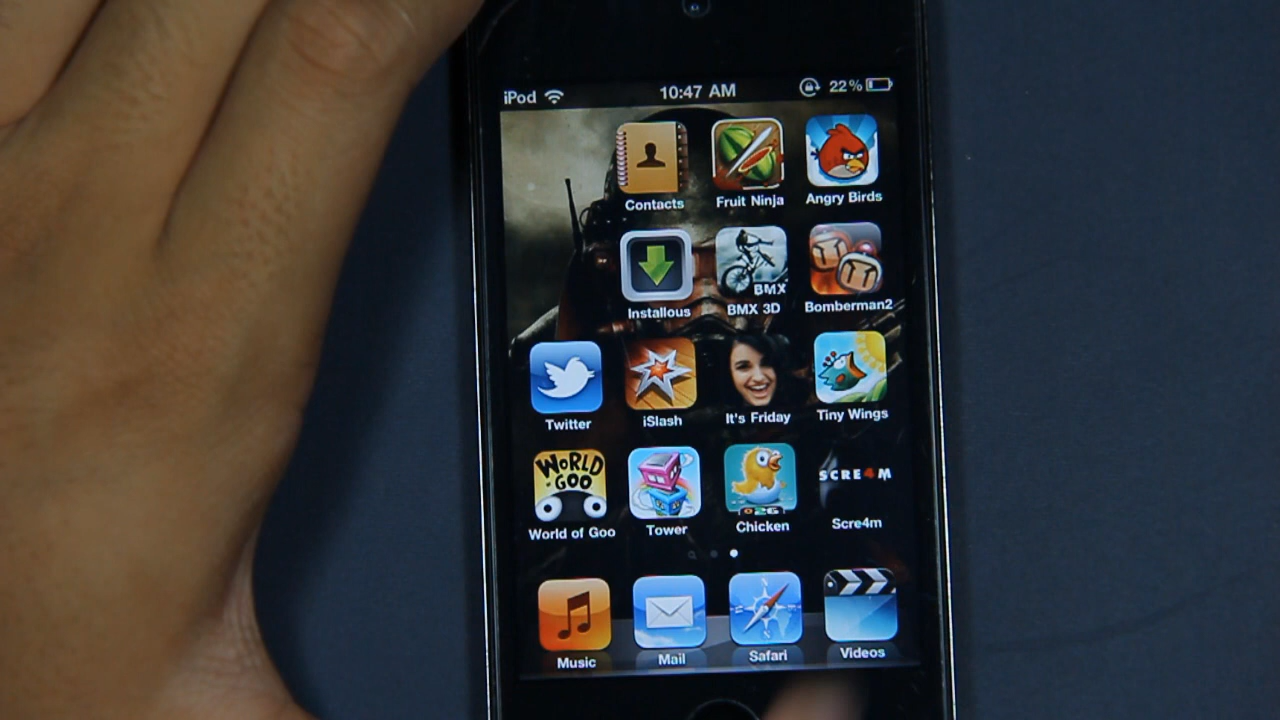 iPod 10:47 AM 22%
Contacts Fruit Ninja Angry Birds
BMX
Installous BMX 3D Bomberman2
Twitter iSlash It's Friday Tiny Wings
WORLD OF GOO SCRE4M
World of Goo Tower Chicken Scre4m
Music Mail Safari Videos